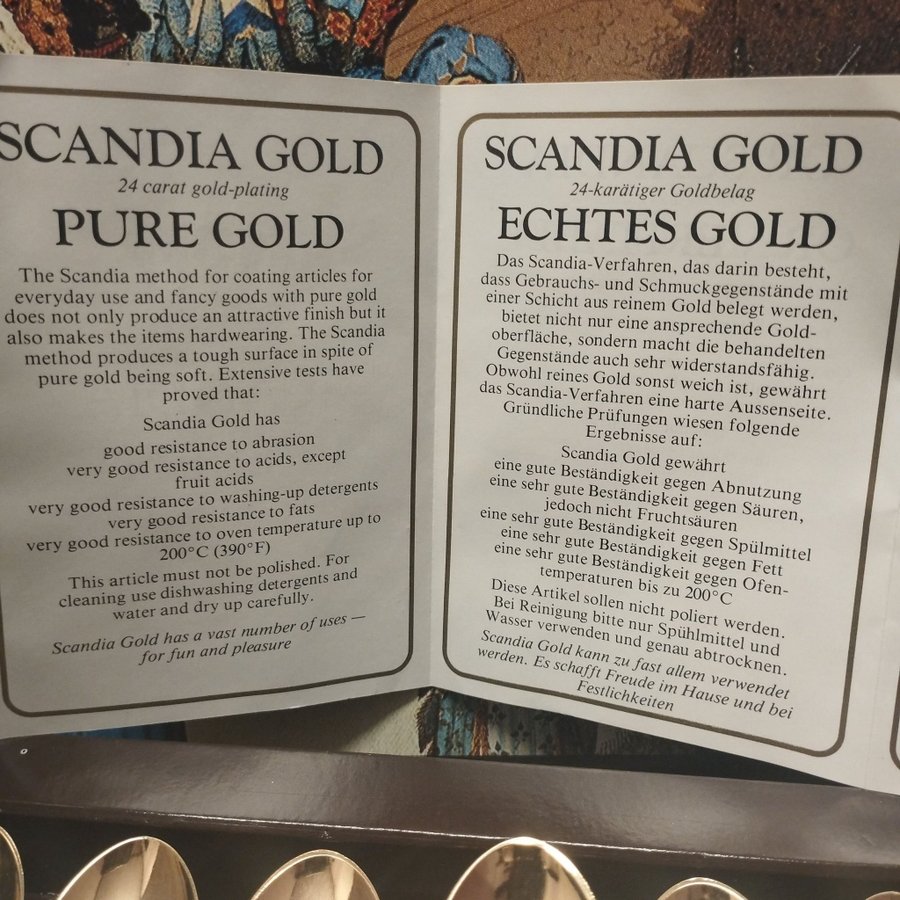 SCANDIA GOLD
24 carat gold-plating
PURE GOLD
The Scandia method for coating articles for
everyday use and fancy goods with pure gold
does not only produce an attractive finish but it
also makes the items hardwearing. The Scandia
method produces a tough surface in spite of
pure gold being soft. Extensive tests have
proved that:
Scandia Gold has
good resistance to abrasion
very good resistance to acids, except
fruit acids
very good resistance to washing-up detergents
very good resistance to fats
very good resistance to oven temperature up to
200°C (390°F)
This article must not be polished. For
cleaning use dishwashing detergents and
water and dry up carefully.
Scandia Gold has a vast number of uses —
for fun and pleasure
SCANDIA GOLD
24-karätiger Goldbelag
ECHTES GOLD
Das Scandia-Verfahren, das darin besteht,
dass Gebrauchs- und Schmuckgegenstände mit
einer Schicht aus reinem Gold belegt werden,
bietet nicht nur eine ansprechende Gold-
oberfläche, sondern macht die behandelten
Gegenstände auch sehr widerstandsfähig.
Obwohl reines Gold sonst weich ist, gewährt
das Scandia-Verfahren eine harte Aussenseite.
Gründliche Prüfungen wiesen folgende
Ergebnisse auf:
Scandia Gold gewährt
eine gute Beständigkeit gegen Abnutzung
eine sehr gute Beständigkeit gegen Säuren,
jedoch nicht Fruchtsäuren
eine sehr gute Beständigkeit gegen Spülmittel
eine sehr gute Beständigkeit gegen Fett
eine sehr gute Beständigkeit gegen Ofen-
temperaturen bis zu 200°C
Diese Artikel sollen nicht poliert werden.
Bei Reinigung bitte nur Spühlmittel und
Wasser verwenden und genau abtrocknen.
Scandia Gold kann zu fast allem verwendet
werden. Es schafft Freude im Hause und bei
Festlichkeiten